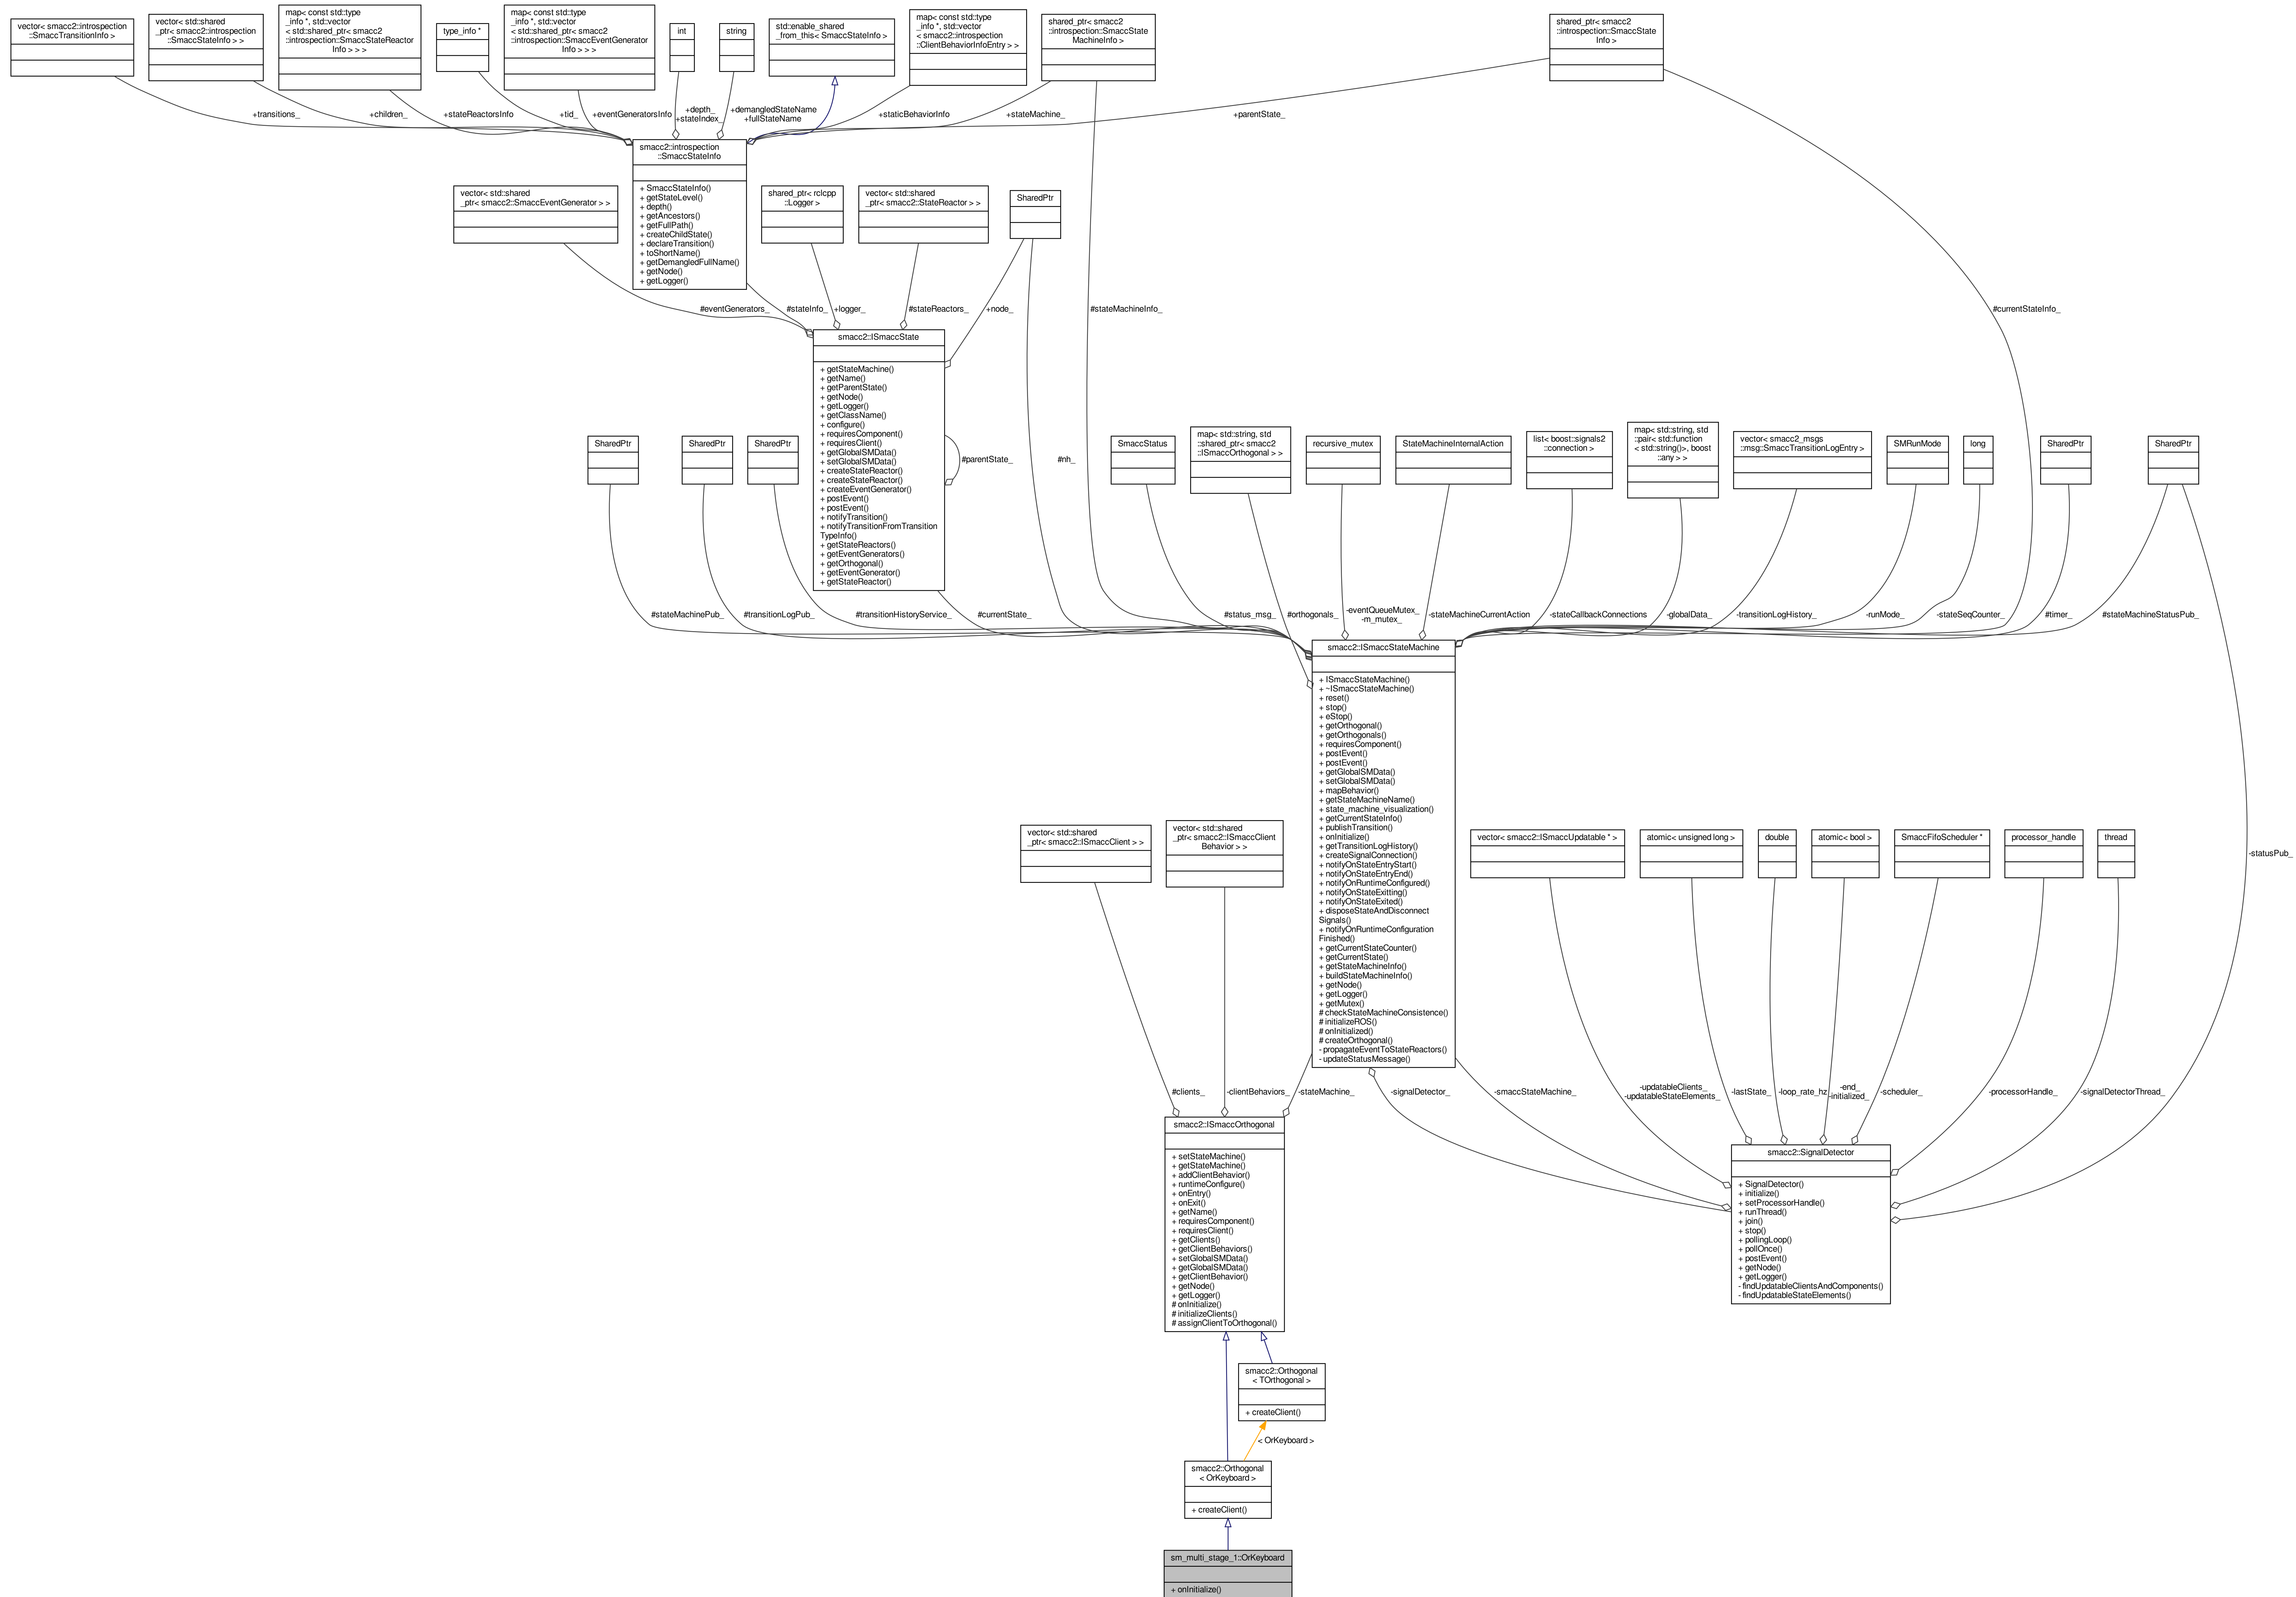 vector< smacc2::introspection
::SmaccTransitionInfo >
vector< std::shared
_ptr< smacc2::introspection
::SmaccStateInfo > >
map< const std::type
_info *, std::vector
< std::shared_ptr< smacc2
::introspection::SmaccStateReactor
Info > > >
type_info *
map< const std::type
_info *, std::vector
< std::shared_ptr< smacc2
::introspection::SmaccEventGenerator
Info > > >
int
string
std::enable_shared
_from_this< SmaccStateInfo >
map< const std::type
_info *, std::vector
< smacc2::introspection
::ClientBehaviorInfoEntry > >
shared_ptr< smacc2
::introspection::SmaccState
MachineInfo >
shared_ptr< smacc2
::introspection::SmaccState
Info >
+transitions_
+children_
+stateReactorsInfo
+tid_
+eventGeneratorsInfo
+depth_
+stateIndex_
+demangledStateName
+fullStateName
+staticBehaviorInfo
+stateMachine_
+parentState_
smacc2::introspection
::SmaccStateInfo
+ SmaccStateInfo()
+ getStateLevel()
+ depth()
+ getAncestors()
+ getFullPath()
+ createChildState()
+ declareTransition()
+ toShortName()
+ getDemangledFullName()
+ getNode()
+ getLogger()
vector< std::shared
_ptr< smacc2::SmaccEventGenerator > >
shared_ptr< rclcpp
::Logger >
vector< std::shared
_ptr< smacc2::StateReactor > >
SharedPtr
#eventGenerators_
#stateInfo_
+logger_
#stateReactors_
+node_
#stateMachineInfo_
#currentStateInfo_
smacc2::ISmaccState
+ getStateMachine()
+ getName()
+ getParentState()
+ getNode()
+ getLogger()
+ getClassName()
+ configure()
+ requiresComponent()
+ requiresClient()
+ getGlobalSMData()
+ setGlobalSMData()
+ createStateReactor()
+ createStateReactor()
+ createEventGenerator()
+ postEvent()
+ postEvent()
+ notifyTransition()
+ notifyTransitionFromTransition
TypeInfo()
+ getStateReactors()
+ getEventGenerators()
+ getOrthogonal()
+ getEventGenerator()
+ getStateReactor()
#parentState_
#nh_
SharedPtr
SharedPtr
SharedPtr
SmaccStatus
map< std::string, std
::shared_ptr< smacc2
::ISmaccOrthogonal > >
recursive_mutex
StateMachineInternalAction
list< boost::signals2
::connection >
map< std::string, std
::pair< std::function
< std::string()>, boost
::any > >
vector< smacc2_msgs
::msg::SmaccTransitionLogEntry >
SMRunMode
long
SharedPtr
SharedPtr
#stateMachinePub_
#transitionLogPub_
#transitionHistoryService_
#currentState_
#status_msg_
#orthogonals_
-eventQueueMutex_
-m_mutex_
-stateMachineCurrentAction
-stateCallbackConnections
-globalData_
-transitionLogHistory_
-runMode_
-stateSeqCounter_
#timer_
#stateMachineStatusPub_
smacc2::ISmaccStateMachine
+ ISmaccStateMachine()
+ ~ISmaccStateMachine()
+ reset()
+ stop()
+ eStop()
+ getOrthogonal()
+ getOrthogonals()
+ requiresComponent()
+ postEvent()
+ postEvent()
+ getGlobalSMData()
+ setGlobalSMData()
+ mapBehavior()
+ getStateMachineName()
+ state_machine_visualization()
+ getCurrentStateInfo()
+ publishTransition()
+ onInitialize()
+ getTransitionLogHistory()
+ createSignalConnection()
+ notifyOnStateEntryStart()
+ notifyOnStateEntryEnd()
+ notifyOnRuntimeConfigured()
+ notifyOnStateExitting()
+ notifyOnStateExited()
+ disposeStateAndDisconnect
Signals()
+ notifyOnRuntimeConfiguration
Finished()
+ getCurrentStateCounter()
+ getCurrentState()
+ getStateMachineInfo()
+ buildStateMachineInfo()
+ getNode()
+ getLogger()
+ getMutex()
# checkStateMachineConsistence()
# initializeROS()
# onInitialized()
# createOrthogonal()
- propagateEventToStateReactors()
- updateStatusMessage()
vector< std::shared
_ptr< smacc2::ISmaccClient > >
vector< std::shared
_ptr< smacc2::ISmaccClient
Behavior > >
vector< smacc2::ISmaccUpdatable * >
atomic< unsigned long >
double
atomic< bool >
SmaccFifoScheduler *
processor_handle
thread
-statusPub_
#clients_
-clientBehaviors_
-stateMachine_
-signalDetector_
-smaccStateMachine_
-updatableClients_
-updatableStateElements_
-lastState_
-loop_rate_hz
-end_
-initialized_
-scheduler_
-processorHandle_
-signalDetectorThread_
smacc2::ISmaccOrthogonal
+ setStateMachine()
+ getStateMachine()
+ addClientBehavior()
+ runtimeConfigure()
+ onEntry()
+ onExit()
+ getName()
+ requiresComponent()
+ requiresClient()
+ getClients()
+ getClientBehaviors()
+ setGlobalSMData()
+ getGlobalSMData()
+ getClientBehavior()
+ getNode()
+ getLogger()
# onInitialize()
# initializeClients()
# assignClientToOrthogonal()
smacc2::SignalDetector
+ SignalDetector()
+ initialize()
+ setProcessorHandle()
+ runThread()
+ join()
+ stop()
+ pollingLoop()
+ pollOnce()
+ postEvent()
+ getNode()
+ getLogger()
- findUpdatableClientsAndComponents()
- findUpdatableStateElements()
smacc2::Orthogonal
< TOrthogonal >
+ createClient()
< OrKeyboard >
smacc2::Orthogonal
< OrKeyboard >
+ createClient()
sm_multi_stage_1::OrKeyboard
+ onInitialize()